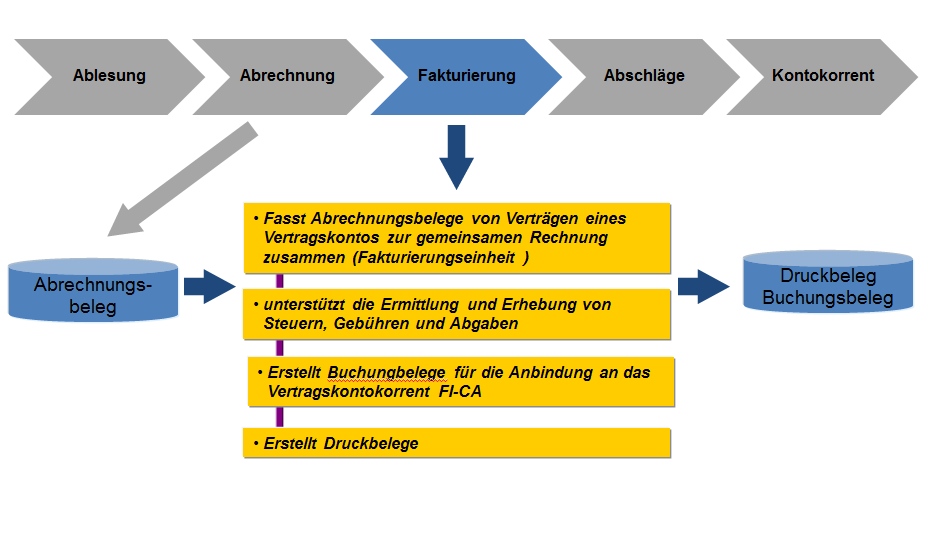 Ablesung
Abrechnung
Fakturierung
Abschläge
Kontokorrent
• Fasst Abrechnungsbelege von Verträgen eines
Vertragskontos zur gemeinsamen Rechnung
zusammen (Fakturierungseinheit )
Abrechnungs-
beleg
• unterstützt die Ermittlung und Erhebung von
Steuern, Gebühren und Abgaben
• Erstellt Buchungbelege für die Anbindung an das
Vertragskontokorrent FI-CA
• Erstellt Druckbelege
Druckbeleg
Buchungsbeleg